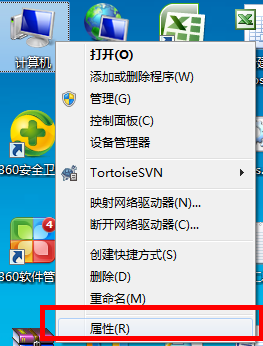 计算机
打开(O)
添加或删除程序(W)
管理(G)
控制面板(C)
设备管理器
360安全卫
TortoiseSVN
映射网络驱动器(N)...
断开网络驱动器(C)...
4
创建快捷方式(S)
360软件管
删除(D)
重命名(M)
属性(R)